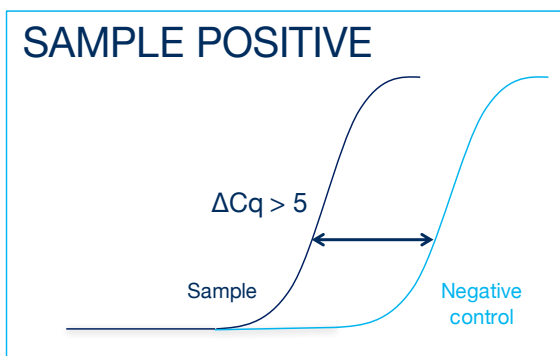 SAMPLE POSITIVE
ΔCq > 5
Sample
Negative
control